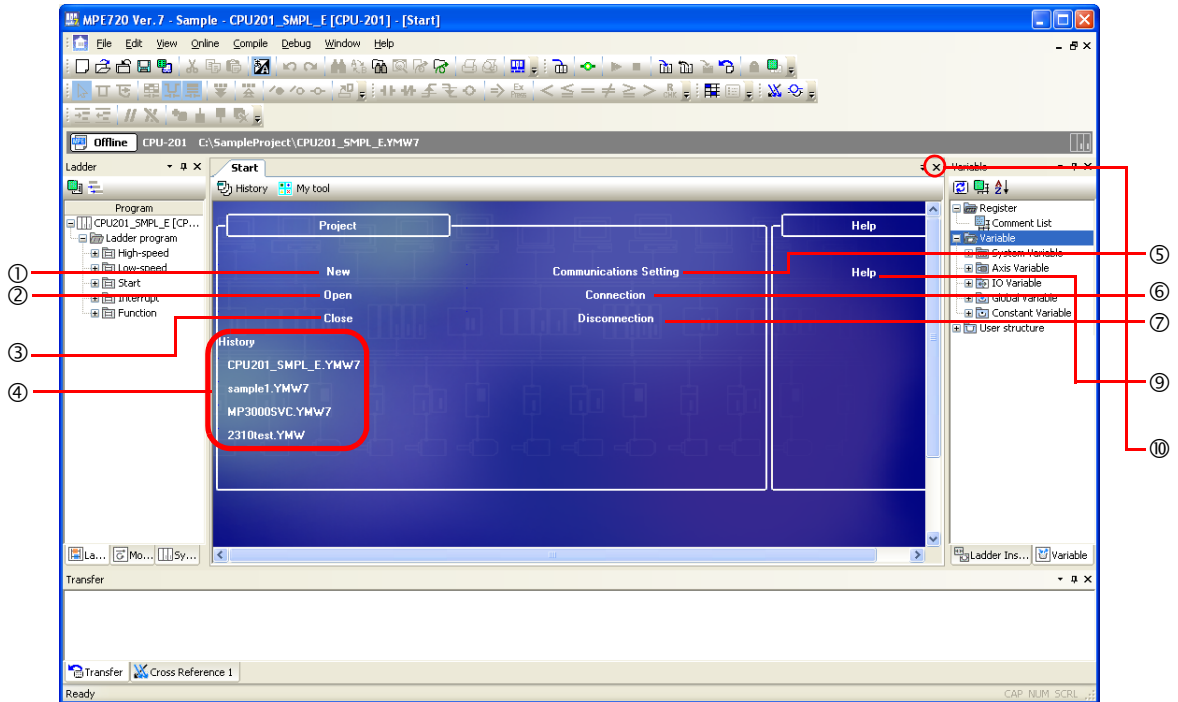 MPE720 Ver.7 - Sample - CPU201_SMPL_E [CPU-201] - [Start]
File Edit View Online Compile Debug Window Help
Offline CPU-201 C:\SampleProject\CPU201_SMPL_E.YMW7
Ladder
Program
CPU201_SMPL_E [CP...
Ladder program
High-speed
Low-speed
Start
Interrupt
Function
La... Mo... Sy...
Start
History My tool
Project
New
Open
Close
Communications Setting
Connection
Disconnection
History
CPU201_SMPL_E.YMW7
sample1.YMW7
MP3000SVC.YMW7
2310test.YMW
Help
Help
Variable
Register
Comment List
Variable
System Variable
Axis Variable
IO Variable
Global Variable
Constant Variable
User structure
Ladder Ins... Variable
Transfer
Transfer Cross Reference 1
Ready
CAP NUM SCRL
①
②
③
④
⑤
⑥
⑦
⑨
⑩